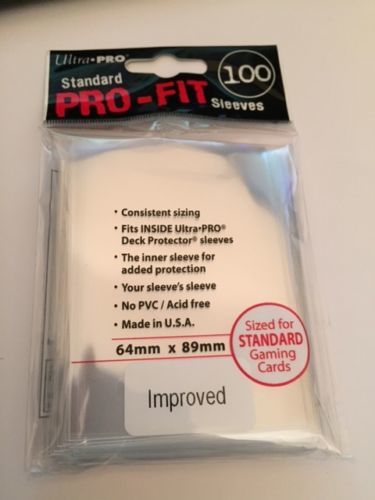 Ultra•PRO
Standard
PRO-FIT
Sleeves
100
• Consistent sizing
• Fits INSIDE Ultra•PRO®
Deck Protector® sleeves
• The inner sleeve for
added protection
• Your sleeve's sleeve
• No PVC / Acid free
• Made in U.S.A.
64mm x 89mm
Sized for
STANDARD
Gaming
Cards
Improved